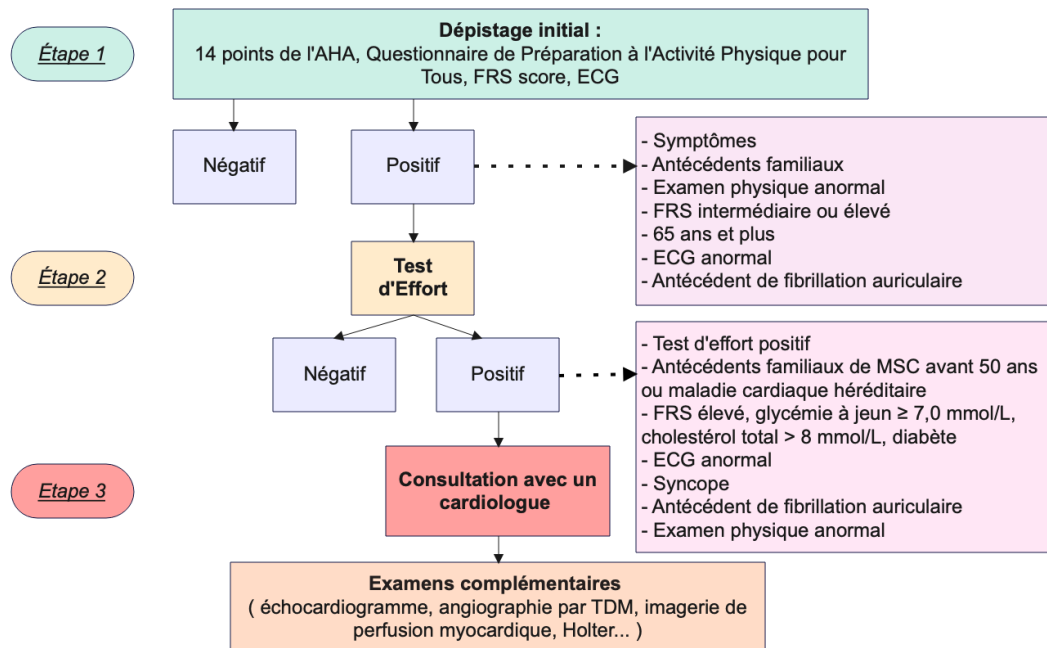 Étape 1
Dépistage initial :
14 points de l'AHA, Questionnaire de Préparation à l'Activité Physique pour
Tous, FRS score, ECG
Négatif
Positif
- Symptômes
- Antécédents familiaux
- Examen physique anormal
- FRS intermédiaire ou élevé
- 65 ans et plus
- ECG anormal
- Antécédent de fibrillation auriculaire
Étape 2
Test
d'Effort
Négatif
Positif
- Test d'effort positif
- Antécédents familiaux de MSC avant 50 ans
ou maladie cardiaque héréditaire
- FRS élevé, glycémie à jeun ≥ 7,0 mmol/L,
cholestérol total > 8 mmol/L, diabète
- ECG anormal
- Syncope
- Antécédent de fibrillation auriculaire
- Examen physique anormal
Etape 3
Consultation avec un
cardiologue
Examens complémentaires
( échocardiogramme, angiographie par TDM, imagerie de
perfusion myocardique, Holter... )